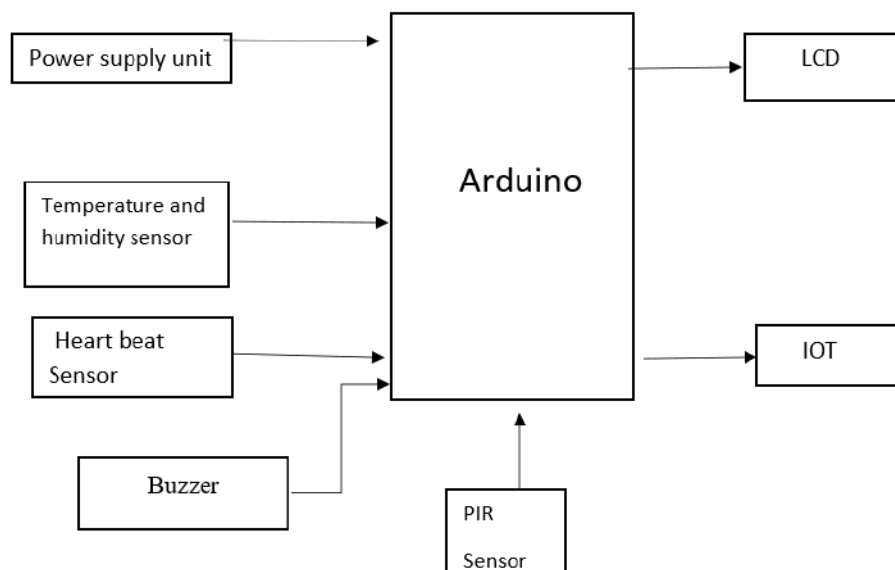 Power supply unit
LCD
Arduino
Temperature and
humidity sensor
Heart beat
Sensor
IOT
Buzzer
PIR
Sensor